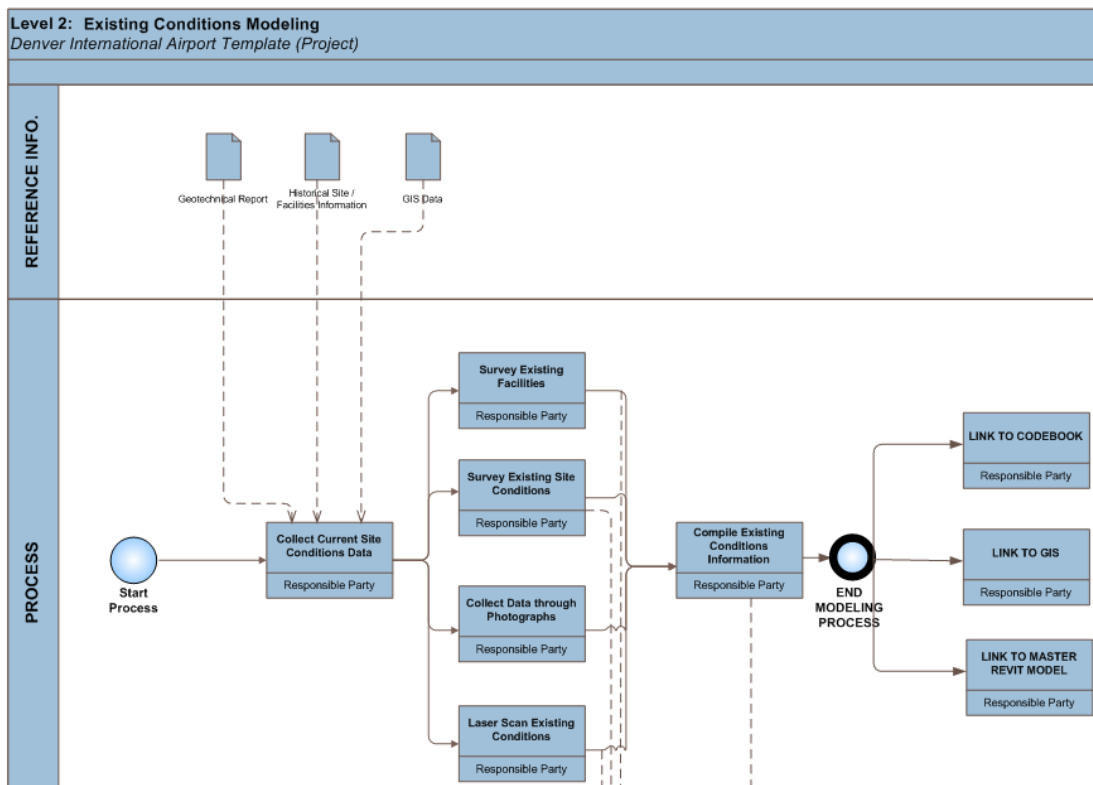 Level 2: Existing Conditions Modeling
Denver International Airport Template (Project)
REFERENCE INFO.
Geotechnical Report
Historical Site /
Facilities Information
GIS Data
PROCESS
Start
Process
Collect Current Site
Conditions Data
Responsible Party
Survey Existing
Facilities
Responsible Party
Survey Existing Site
Conditions
Responsible Party
Collect Data through
Photographs
Responsible Party
Laser Scan Existing
Conditions
Responsible Party
Compile Existing
Conditions
Information
Responsible Party
END
MODELING
PROCESS
LINK TO CODEBOOK
Responsible Party
LINK TO GIS
Responsible Party
LINK TO MASTER
REVIT MODEL
Responsible Party